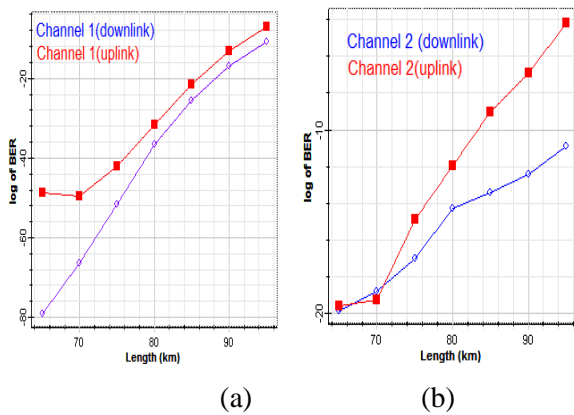 Channel 1(downlink)
Channel 1(uplink)
log of BER
-20
-40
-60
-80
70
80
90
Length (km)
(a)
Channel 2 (downlink)
Channel 2(uplink)
log of BER
-10
-20
70
80
90
Length (km)
(b)